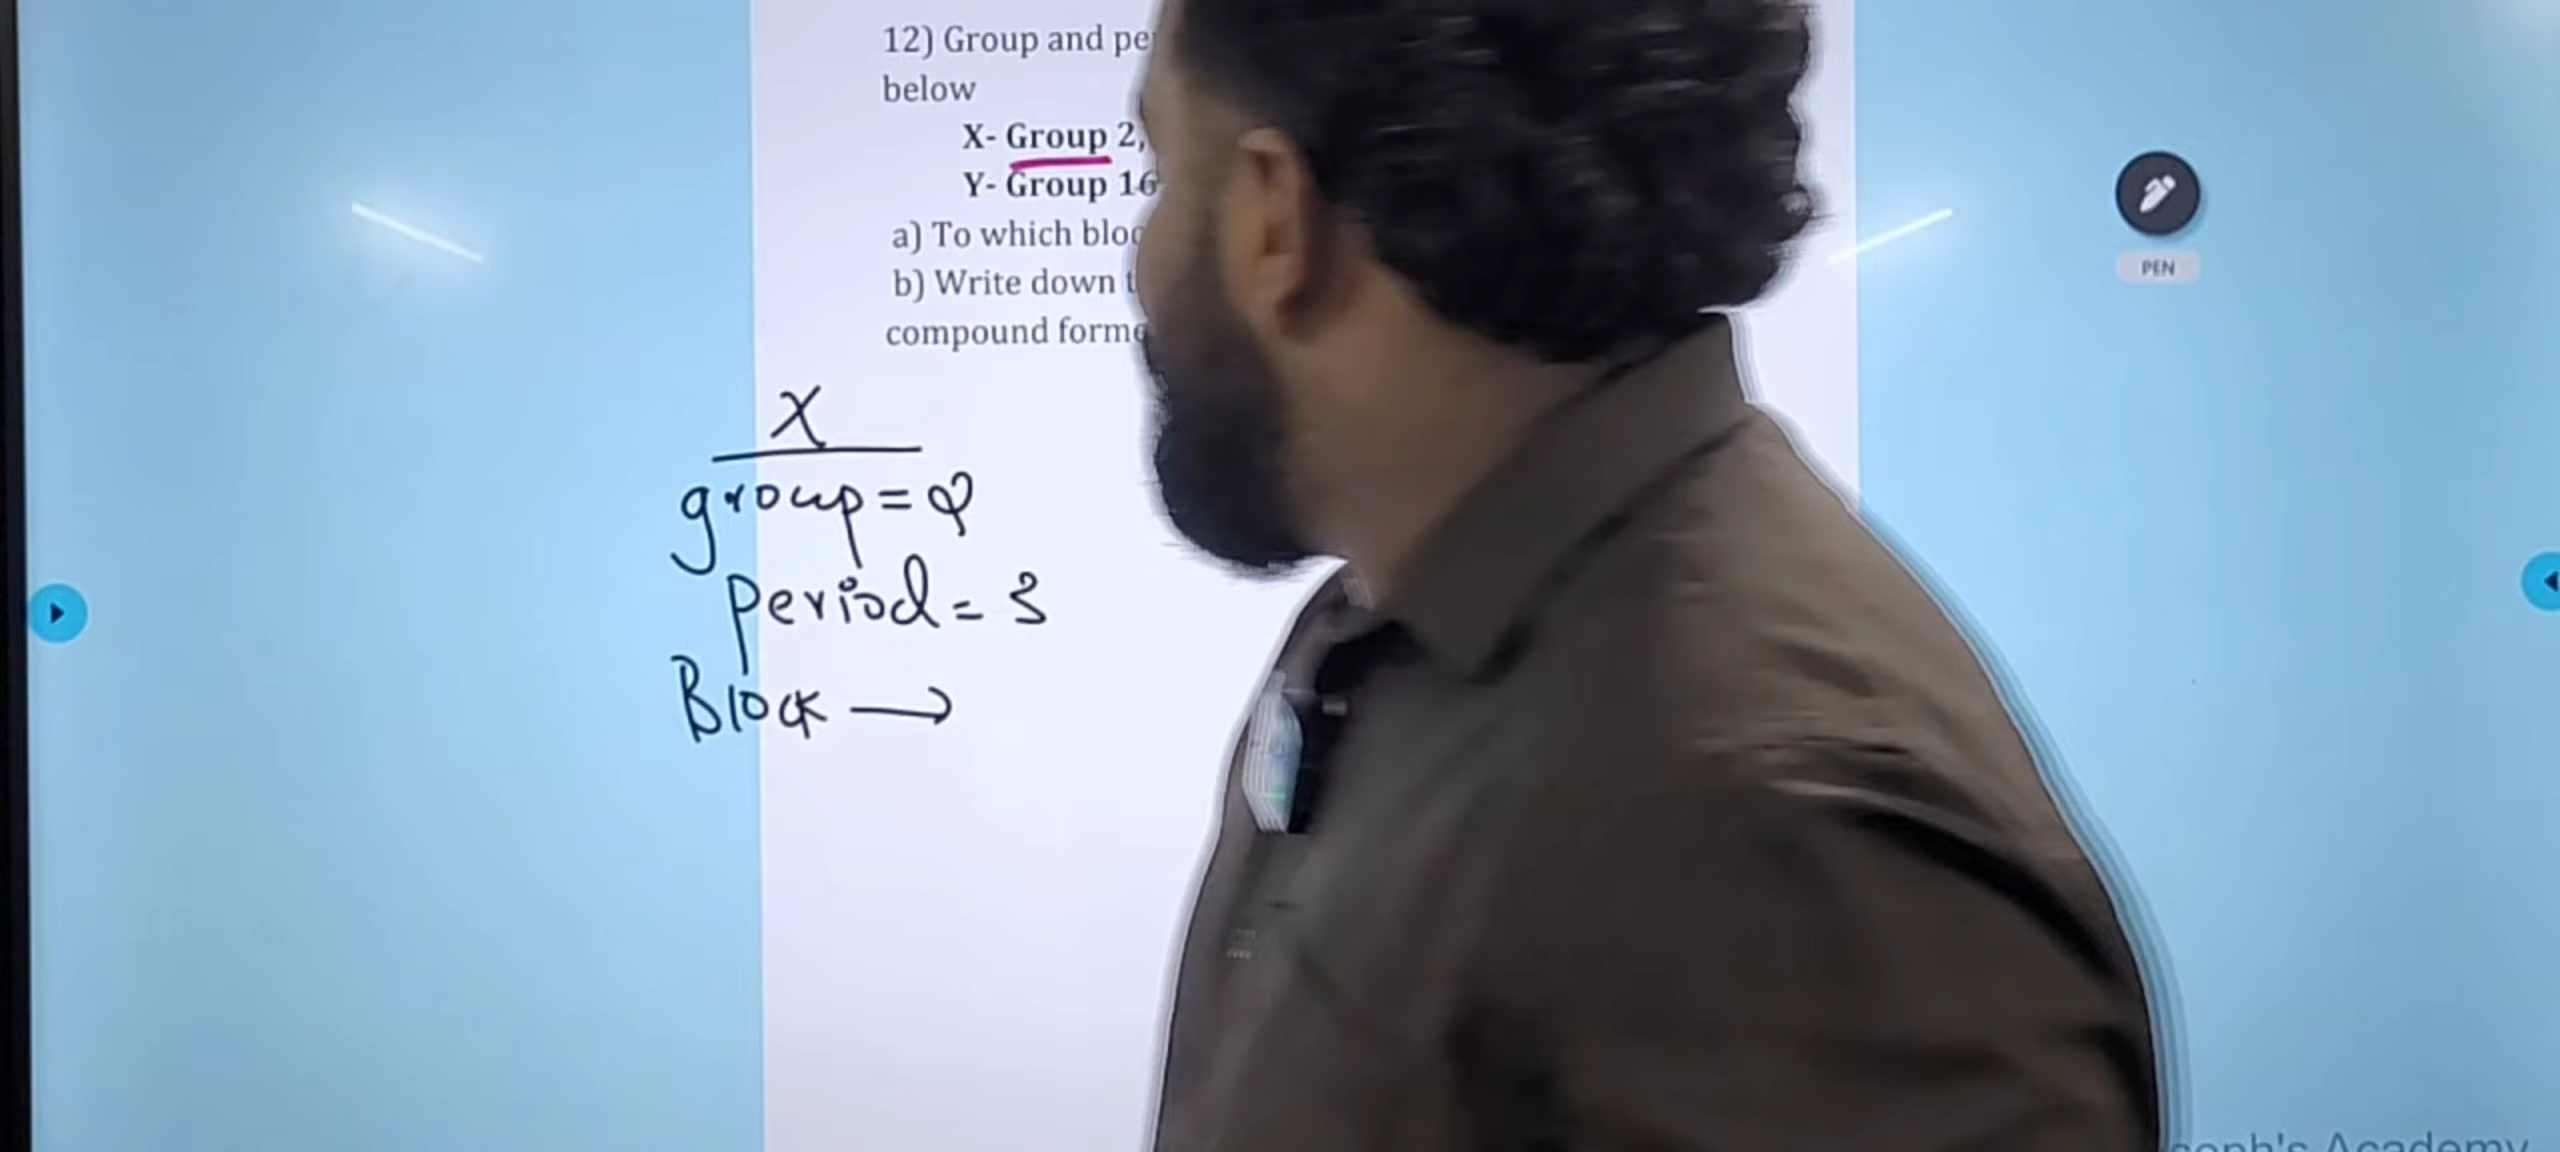 12) Group and pe
below
X- Group 2,
Y- Group 16
a) To which bloc
b) Write down t
compound forme
X
group = 2
Period = 3
Block →
PEN
Academy